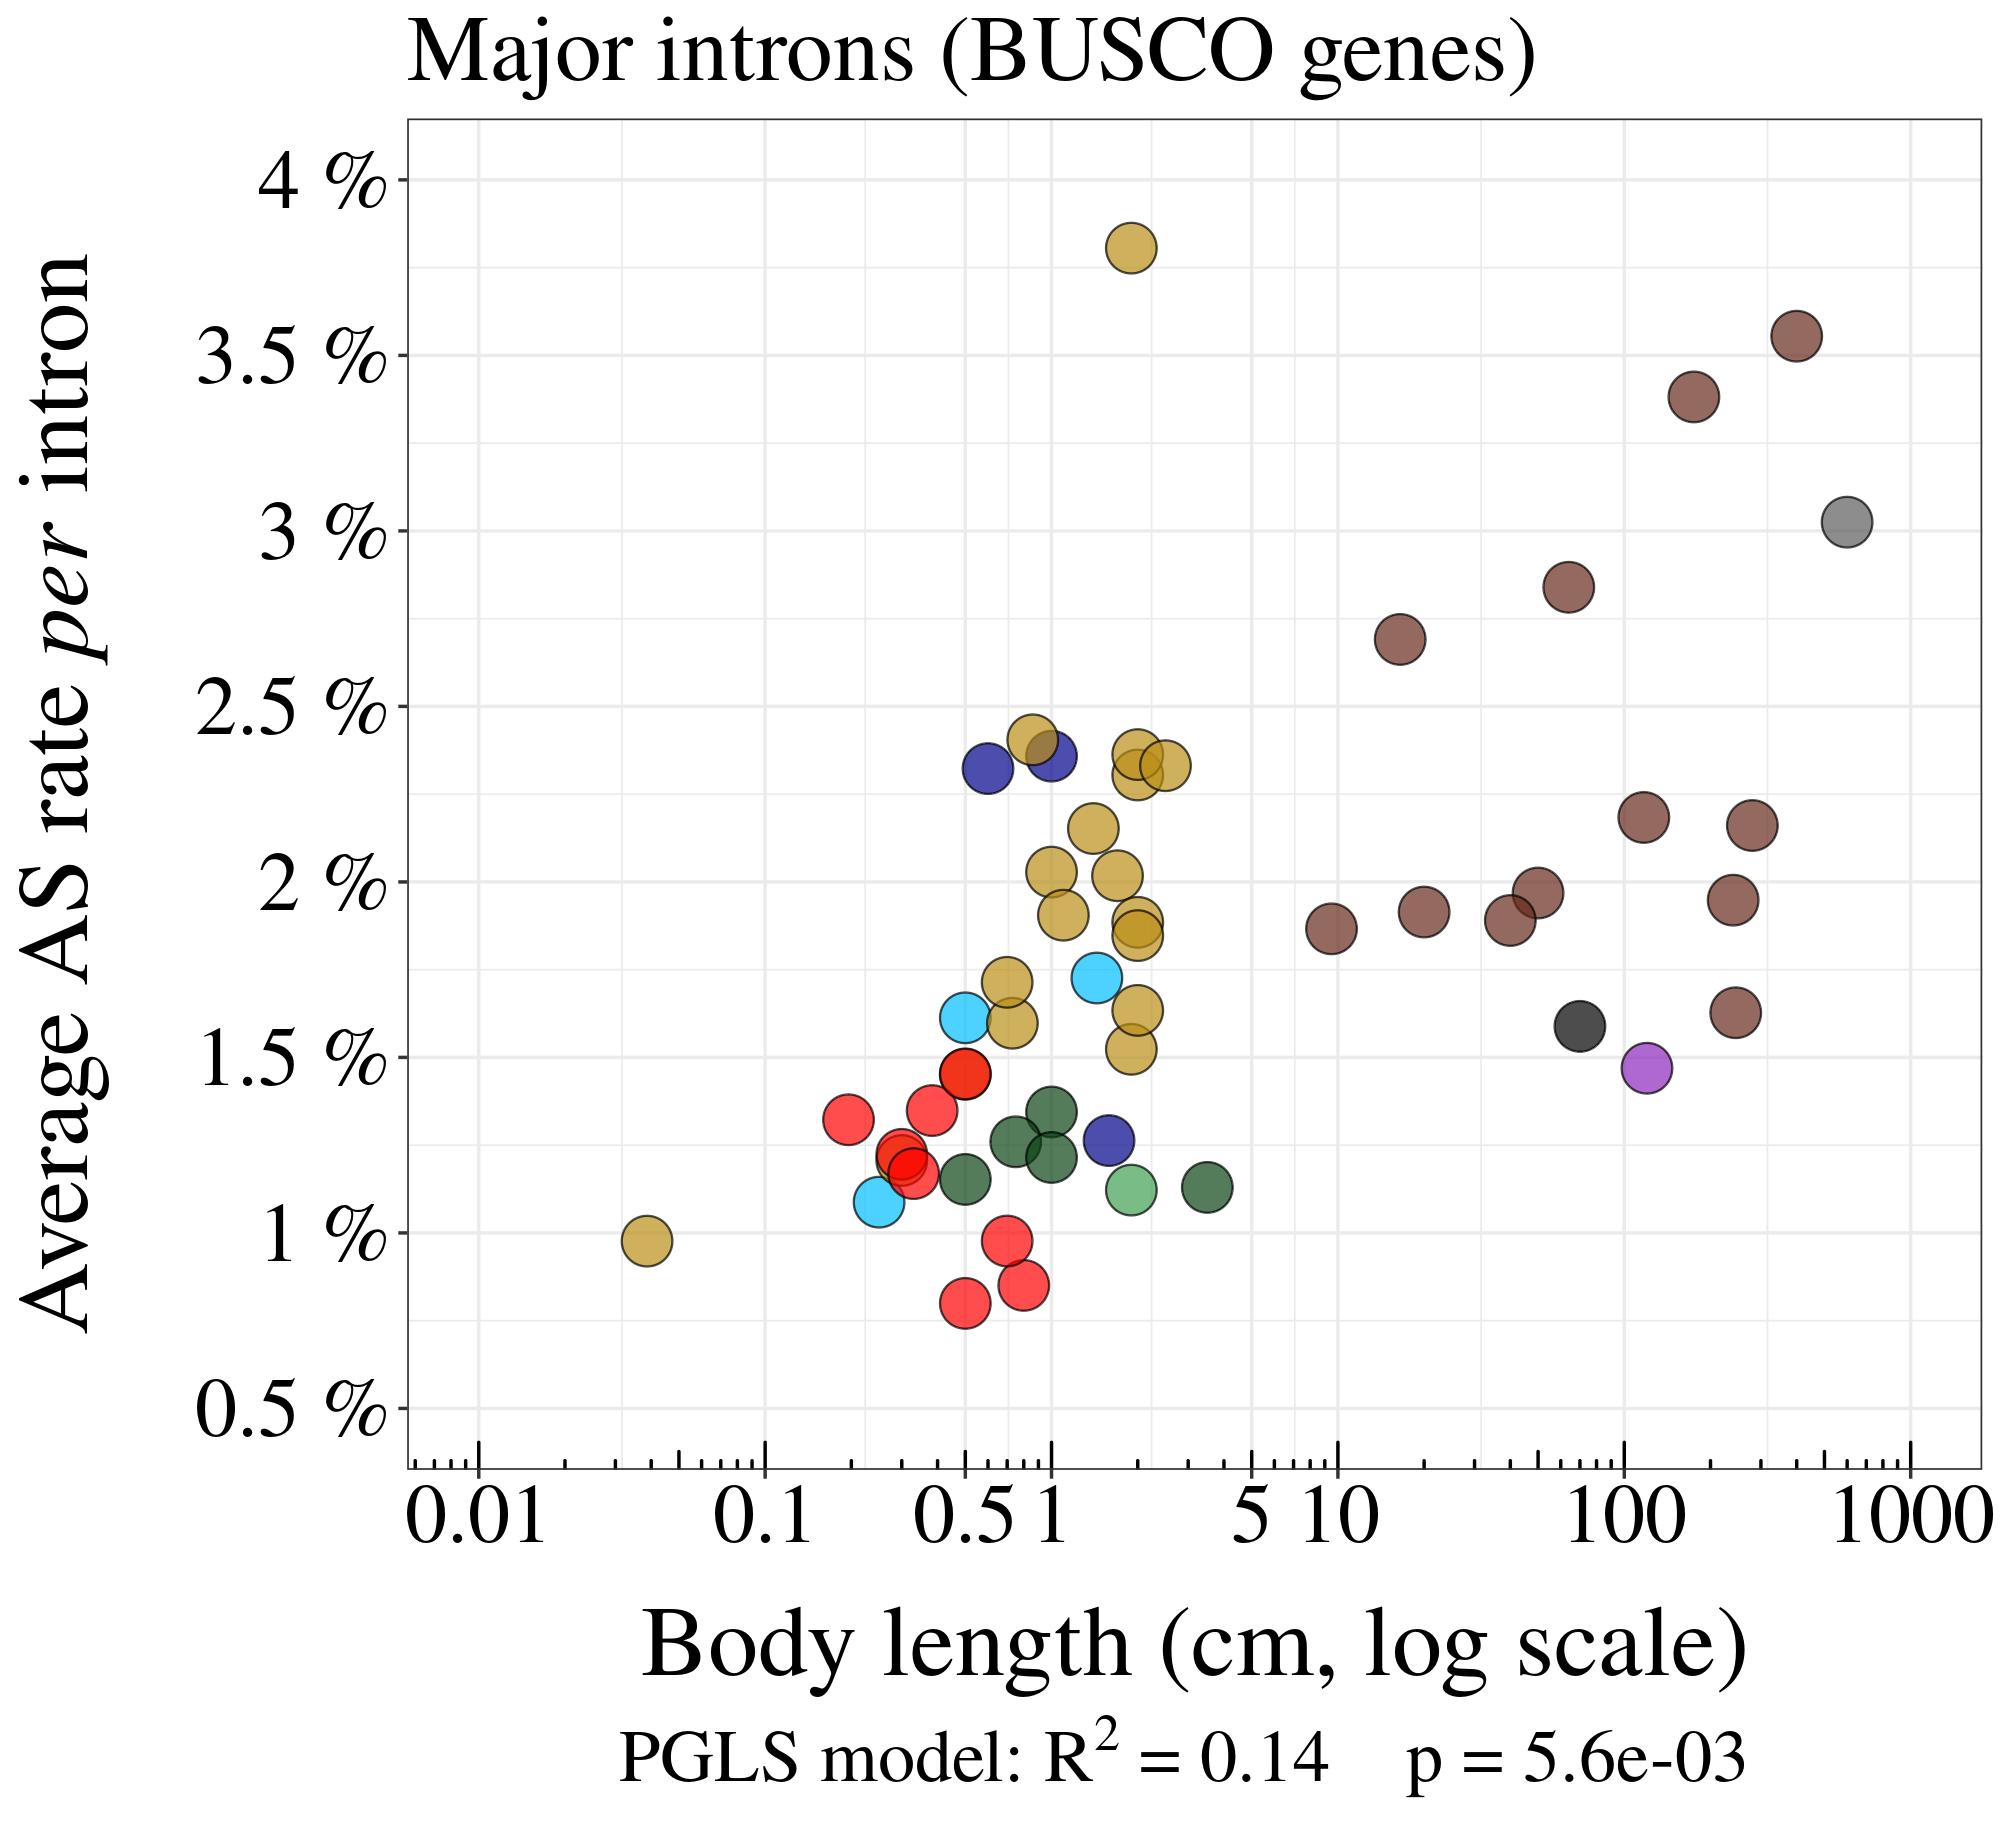 Major introns (BUSCO genes)
Average AS rate per intron
4 %
3.5 %
3 %
2.5 %
2 %
1.5 %
1 %
0.5 %
0.01 0.1 0.5 1 5 10 100 1000
Body length (cm, log scale)
PGLS model: R² = 0.14 p = 5.6e-03